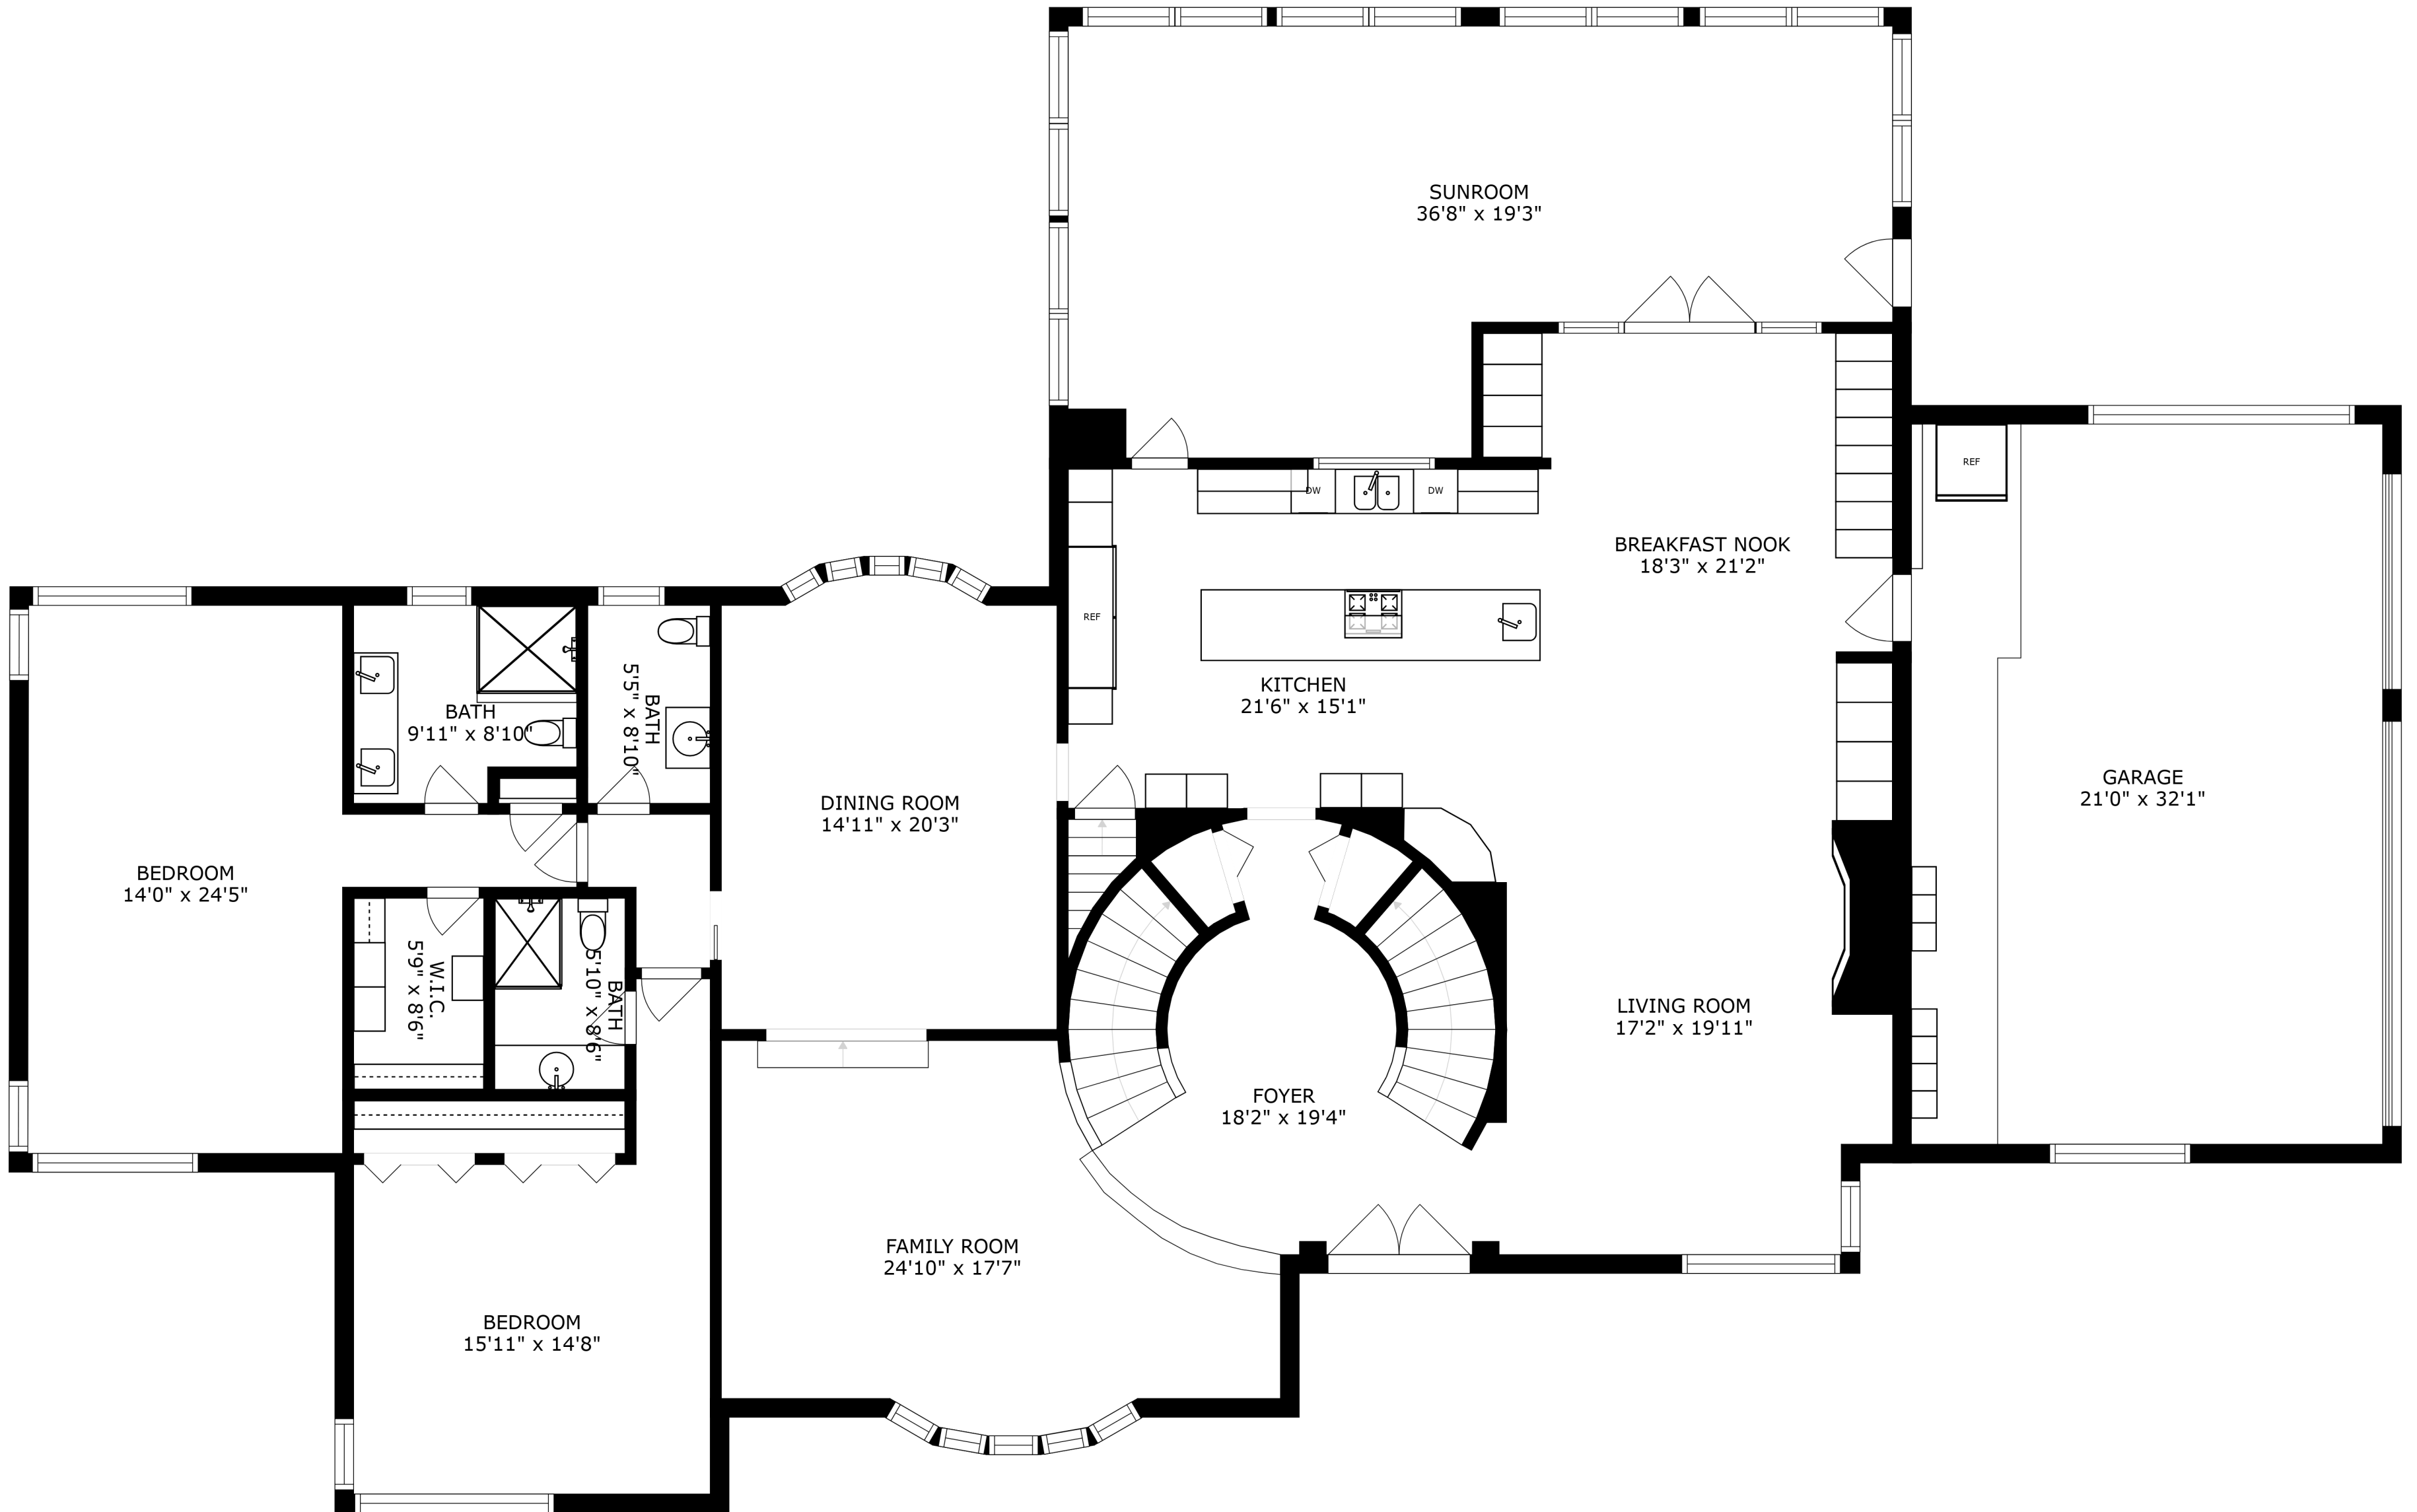 SUNROOM
36'8" x 19'3"
REF
DW
DW
BREAKFAST NOOK
18'3" x 21'2"
REF
KITCHEN
21'6" x 15'1"
BATH
9'11" x 8'10"
BATH
5'5" x 8'10"
GARAGE
21'0" x 32'1"
DINING ROOM
14'11" x 20'3"
BEDROOM
14'0" x 24'5"
W.I.C.
5'9" x 8'6"
BATH
5'10" x 8'6"
LIVING ROOM
17'2" x 19'11"
FOYER
18'2" x 19'4"
FAMILY ROOM
24'10" x 17'7"
BEDROOM
15'11" x 14'8"